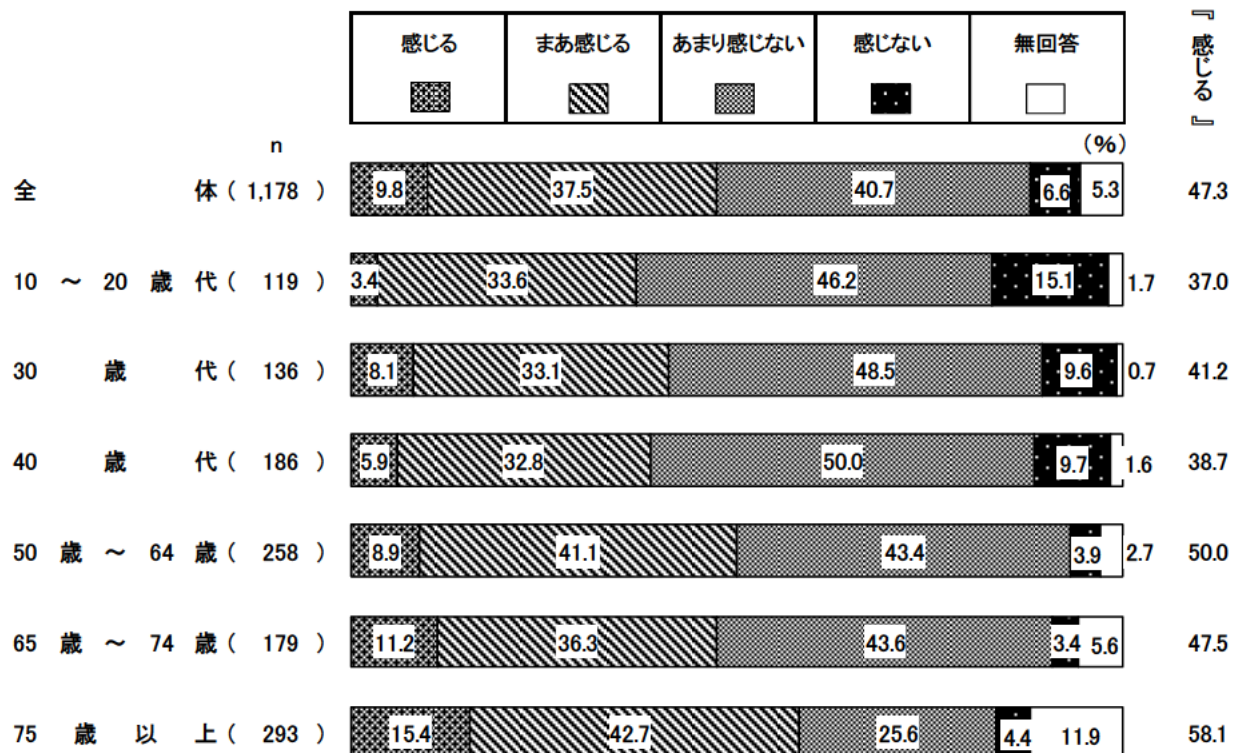 感じる まあ感じる あまり感じない 感じない 無回答 『感じる』
n (%)
全体( 1,178 ) 9.8 37.5 40.7 6.6 5.3 47.3
10 ～ 20 歳代( 119 ) 3.4 33.6 46.2 15.1 1.7 37.0
30 歳代( 136 ) 8.1 33.1 48.5 9.6 0.7 41.2
40 歳代( 186 ) 5.9 32.8 50.0 9.7 1.6 38.7
50 歳 ～ 64 歳( 258 ) 8.9 41.1 43.4 3.9 2.7 50.0
65 歳 ～ 74 歳( 179 ) 11.2 36.3 43.6 3.4 5.6 47.5
75 歳以上( 293 ) 15.4 42.7 25.6 4.4 11.9 58.1